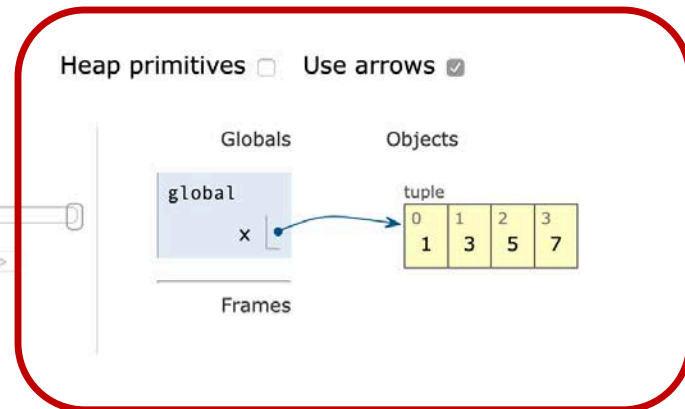 Heap primitives Use arrows
Globals Objects
global
x
tuple
0 1 2 3
1 3 5 7
Frames